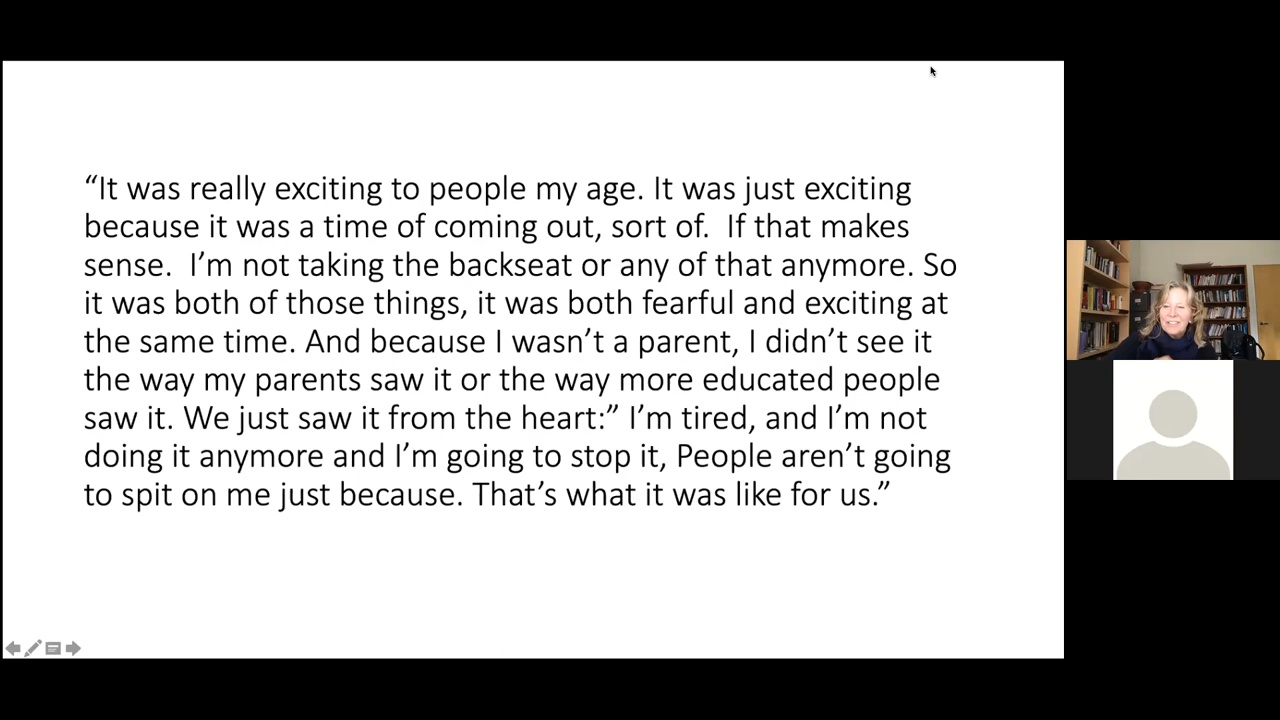 “It was really exciting to people my age. It was just exciting
because it was a time of coming out, sort of.  If that makes
sense.  I’m not taking the backseat or any of that anymore. So
it was both of those things, it was both fearful and exciting at
the same time. And because I wasn’t a parent, I didn’t see it
the way my parents saw it or the way more educated people
saw it. We just saw it from the heart:” I’m tired, and I’m not
doing it anymore and I’m going to stop it, People aren’t going
to spit on me just because. That’s what it was like for us.”